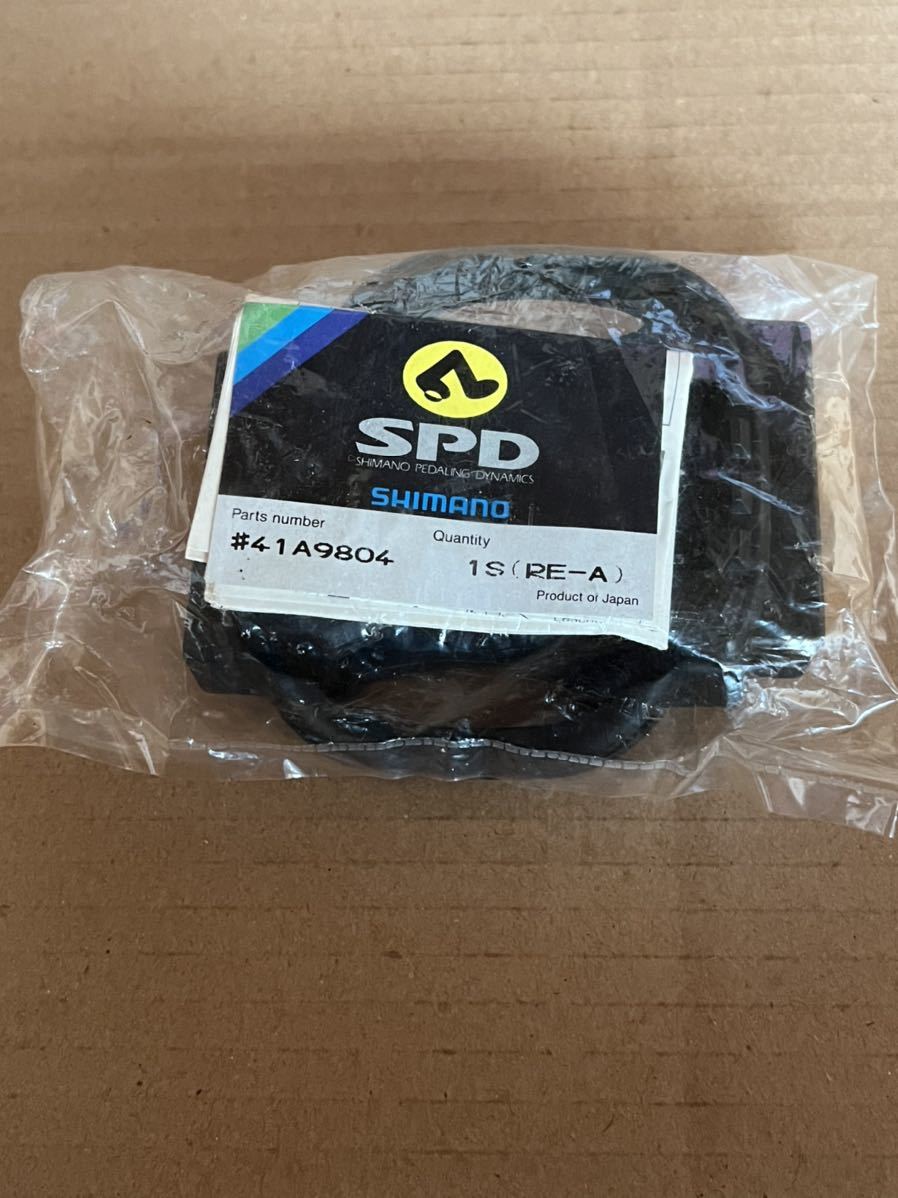 SPD
SHIMANO PEDALING DYNAMICS
SHIMANO
Parts number
Quantity
#41A9804
1S(RE-A)
Product of Japan